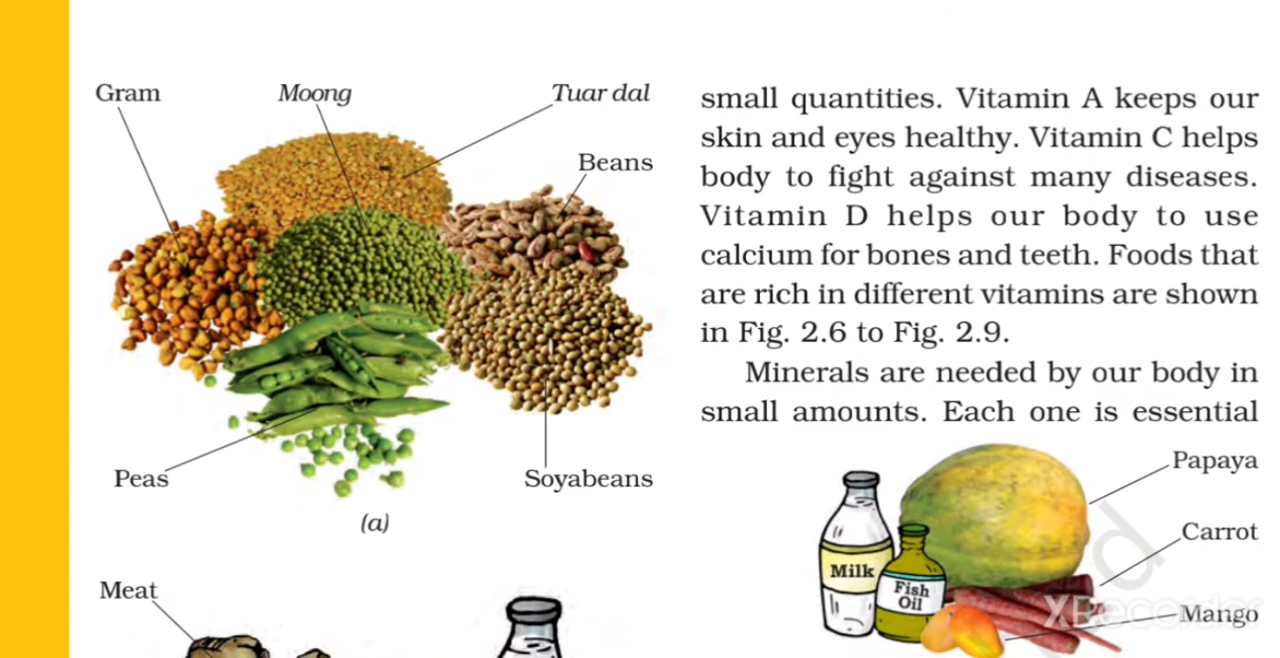 Gram
Moong
Tuar dal
Beans
Peas
Soyabeans
(a)
Meat
small quantities. Vitamin A keeps our
skin and eyes healthy. Vitamin C helps
body to fight against many diseases.
Vitamin D helps our body to use
calcium for bones and teeth. Foods that
are rich in different vitamins are shown
in Fig. 2.6 to Fig. 2.9.
Minerals are needed by our body in
small amounts. Each one is essential
Papaya
Carrot
Milk
Fish
Oil
Mango
XRecorder